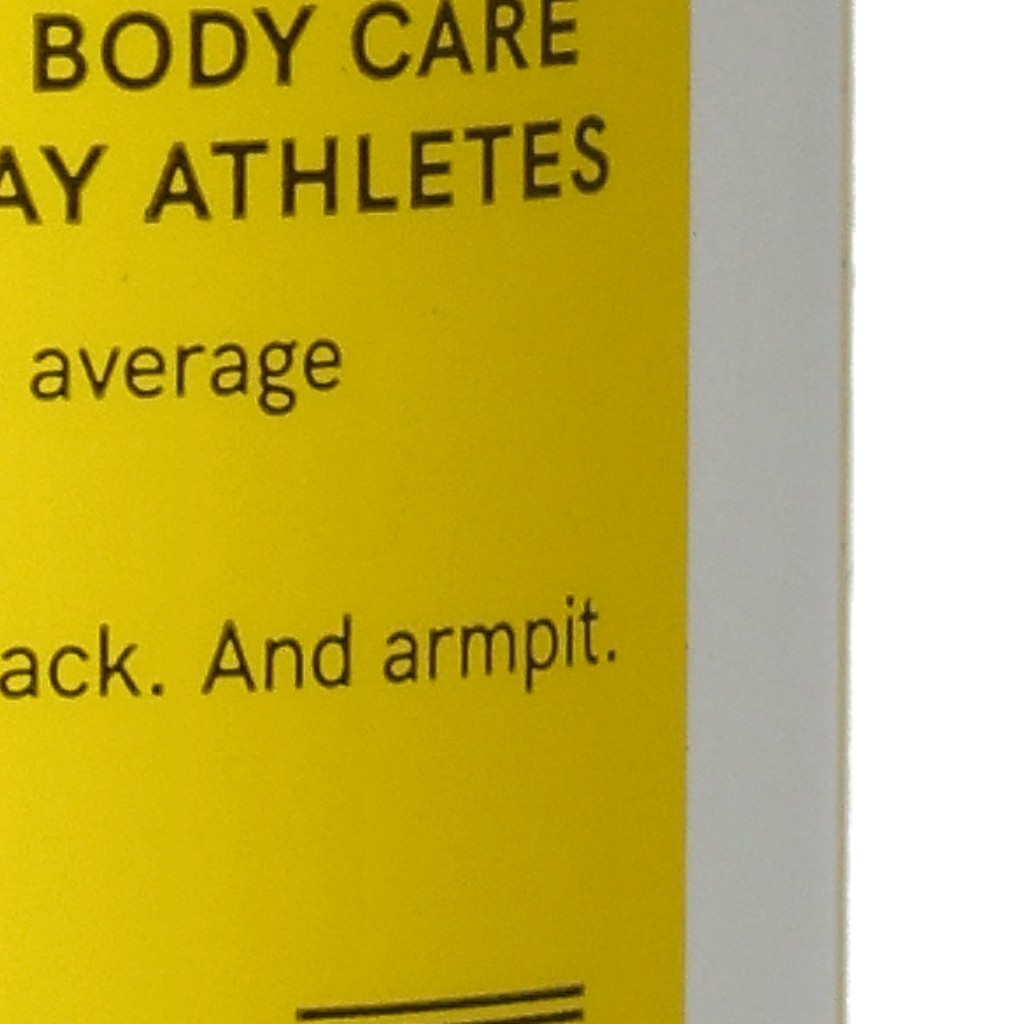 BODY CARE
AY ATHLETES
average
ack. And armpit.